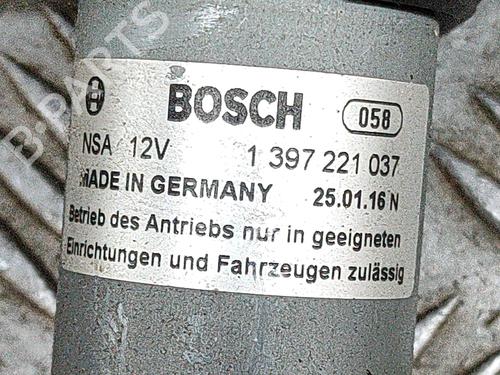 B-PARTS
BOSCH 058
NSA 12V 1 397 221 037
MADE IN GERMANY 25.01.16 N
Betrieb des Antriebs nur in geeigneten
Einrichtungen und Fahrzeugen zulässig